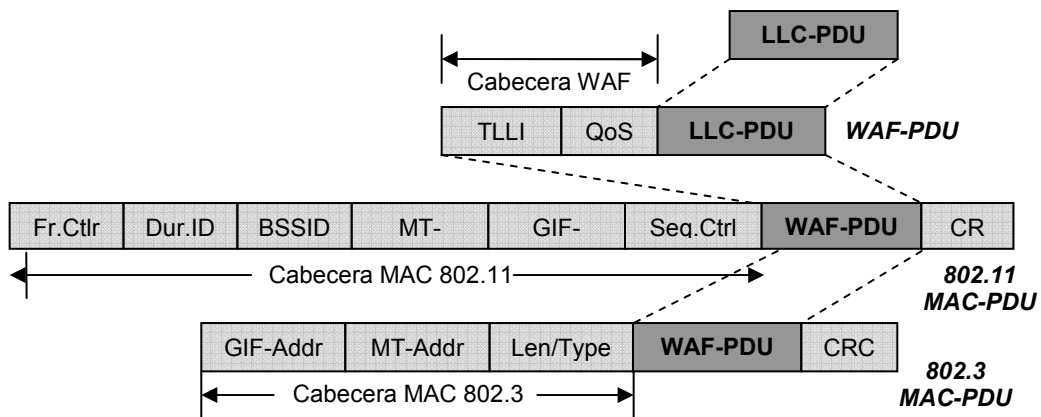 LLC-PDU
Cabecera WAF
TLLI QoS LLC-PDU WAF-PDU
Fr.Ctlr Dur.ID BSSID MT- GIF- Seq.Ctrl WAF-PDU CR
Cabecera MAC 802.11
802.11
MAC-PDU
GIF-Addr MT-Addr Len/Type WAF-PDU CRC
Cabecera MAC 802.3
802.3
MAC-PDU